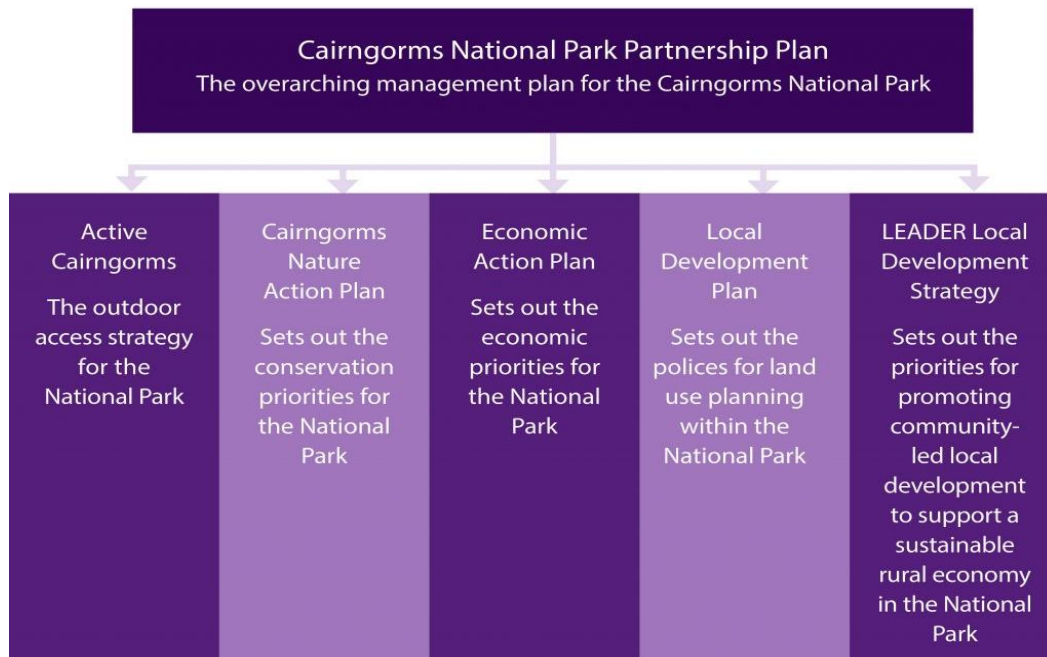 Cairngorms National Park Partnership Plan
The overarching management plan for the Cairngorms National Park
Active
Cairngorms
The outdoor
access strategy
for the
National Park
Cairngorms
Nature
Action Plan
Sets out the
conservation
priorities for
the National
Park
Economic
Action Plan
Sets out the
economic
priorities for
the National
Park
Local
Development
Plan
Sets out the
polices for land
use planning
within the
National Park
LEADER Local
Development
Strategy
Sets out the
priorities for
promoting
community-
led local
development
to support a
sustainable
rural economy
in the National
Park